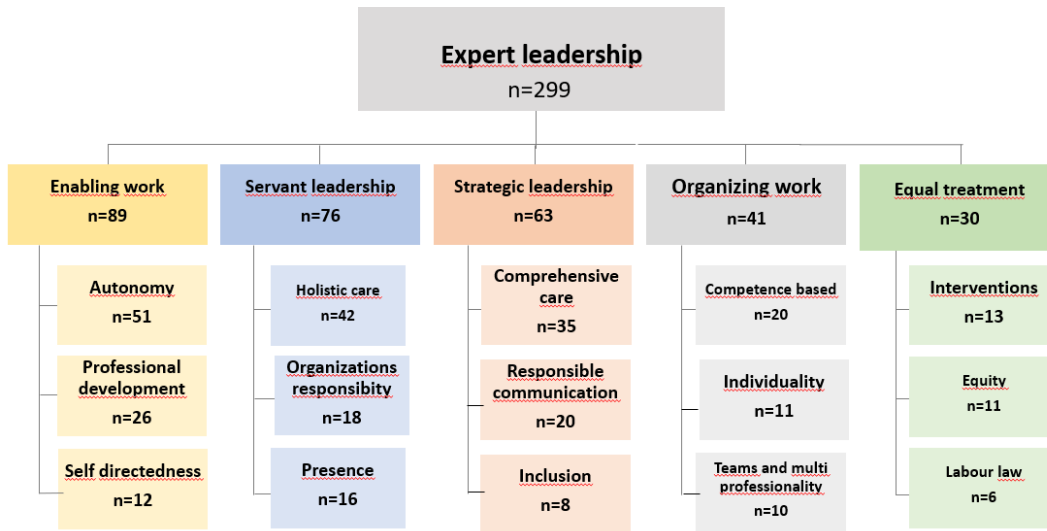 Expert leadership
n=299
Enabling work
n=89
Servant leadership
n=76
Strategic leadership
n=63
Organizing work
n=41
Equal treatment
n=30
Autonomy
n=51
Professional
development
n=26
Self directedness
n=12
Holistic care
n=42
Organizations
responsibity
n=18
Presence
n=16
Comprehensive
care
n=35
Responsible
communication
n=20
Inclusion
n=8
Competence based
n=20
Individuality
n=11
Teams and multi
professionality
n=10
Interventions
n=13
Equity
n=11
Labour law
n=6